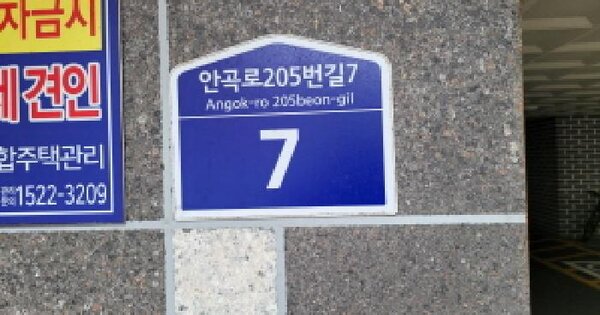 자금시
견인
합주택관리
1522-3209
안곡로205번길7
Angok-ro 205beon-gil
7